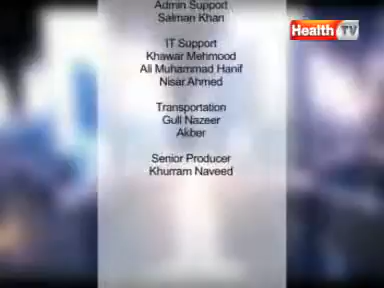 Admin Support
Salman Khan
Health TV
IT Support
Khawar Mehmood
Ali Muhammad Hanif
Nisar Ahmed
Transportation
Gull Nazeer
Akber
Senior Producer
Khurram Naveed